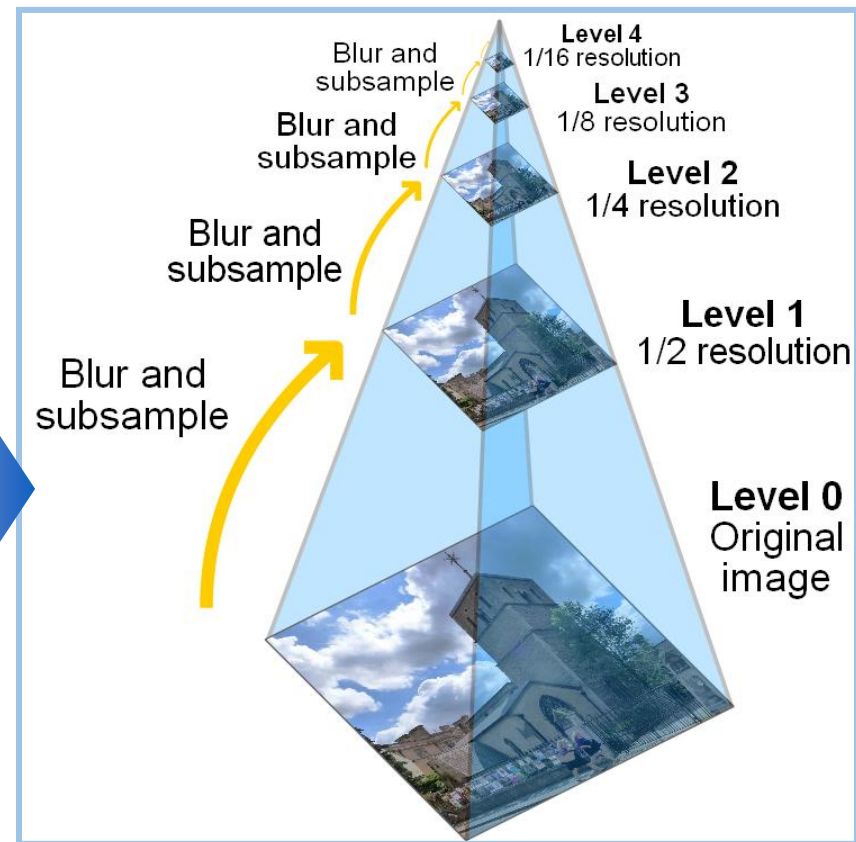 Level 4
1/16 resolution
Blur and
subsample
Level 3
1/8 resolution
Blur and
subsample
Level 2
1/4 resolution
Blur and
subsample
Level 1
1/2 resolution
Blur and
subsample
Level 0
Original
image